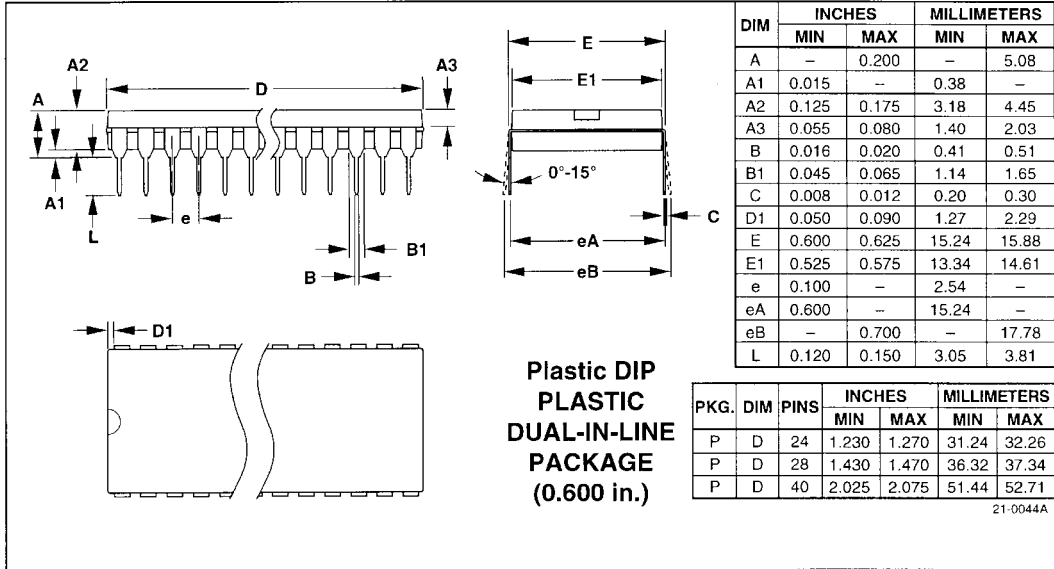 A2
A
D
A3
A1
L
e
B
B1
E
E1
0°-15°
C
eA
eB
D1
Plastic DIP
PLASTIC
DUAL-IN-LINE
PACKAGE
(0.600 in.)
DIM INCHES MILLIMETERS
MIN MAX MIN MAX
A – 0.200 – 5.08
A1 0.015 – 0.38 –
A2 0.125 0.175 3.18 4.45
A3 0.055 0.080 1.40 2.03
B 0.016 0.020 0.41 0.51
B1 0.045 0.065 1.14 1.65
C 0.008 0.012 0.20 0.30
D1 0.050 0.090 1.27 2.29
E 0.600 0.625 15.24 15.88
E1 0.525 0.575 13.34 14.61
e 0.100 – 2.54 –
eA 0.600 – 15.24 –
eB – 0.700 – 17.78
L 0.120 0.150 3.05 3.81
PKG. DIM PINS INCHES MILLIMETERS
MIN MAX MIN MAX
P D 24 1.230 1.270 31.24 32.26
P D 28 1.430 1.470 36.32 37.34
P D 40 2.025 2.075 51.44 52.71
21-0044A